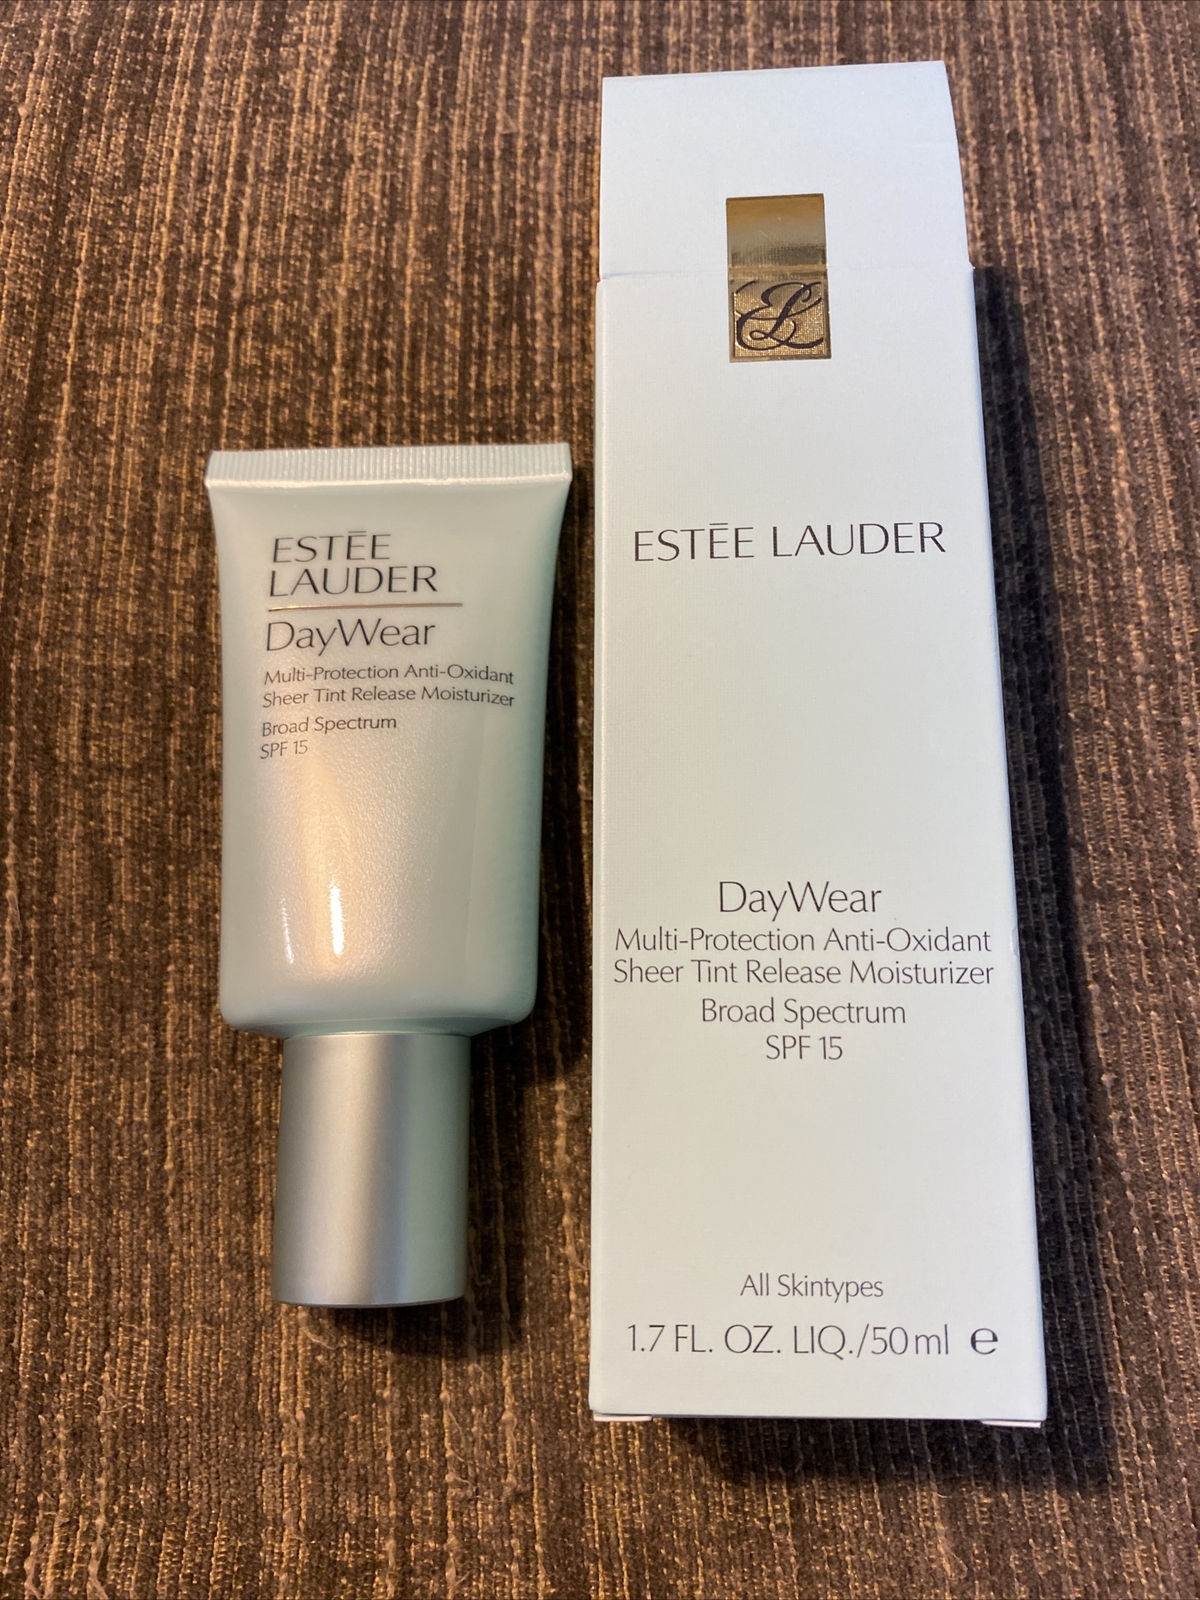 ESTĒE
LAUDER
DayWear
Multi-Protection Anti-Oxidant
Sheer Tint Release Moisturizer
Broad Spectrum
SPF 15
EL
ESTĒE LAUDER
DayWear
Multi-Protection Anti-Oxidant
Sheer Tint Release Moisturizer
Broad Spectrum
SPF 15
All Skintypes
1.7 FL. OZ. LIQ./50ml ℮